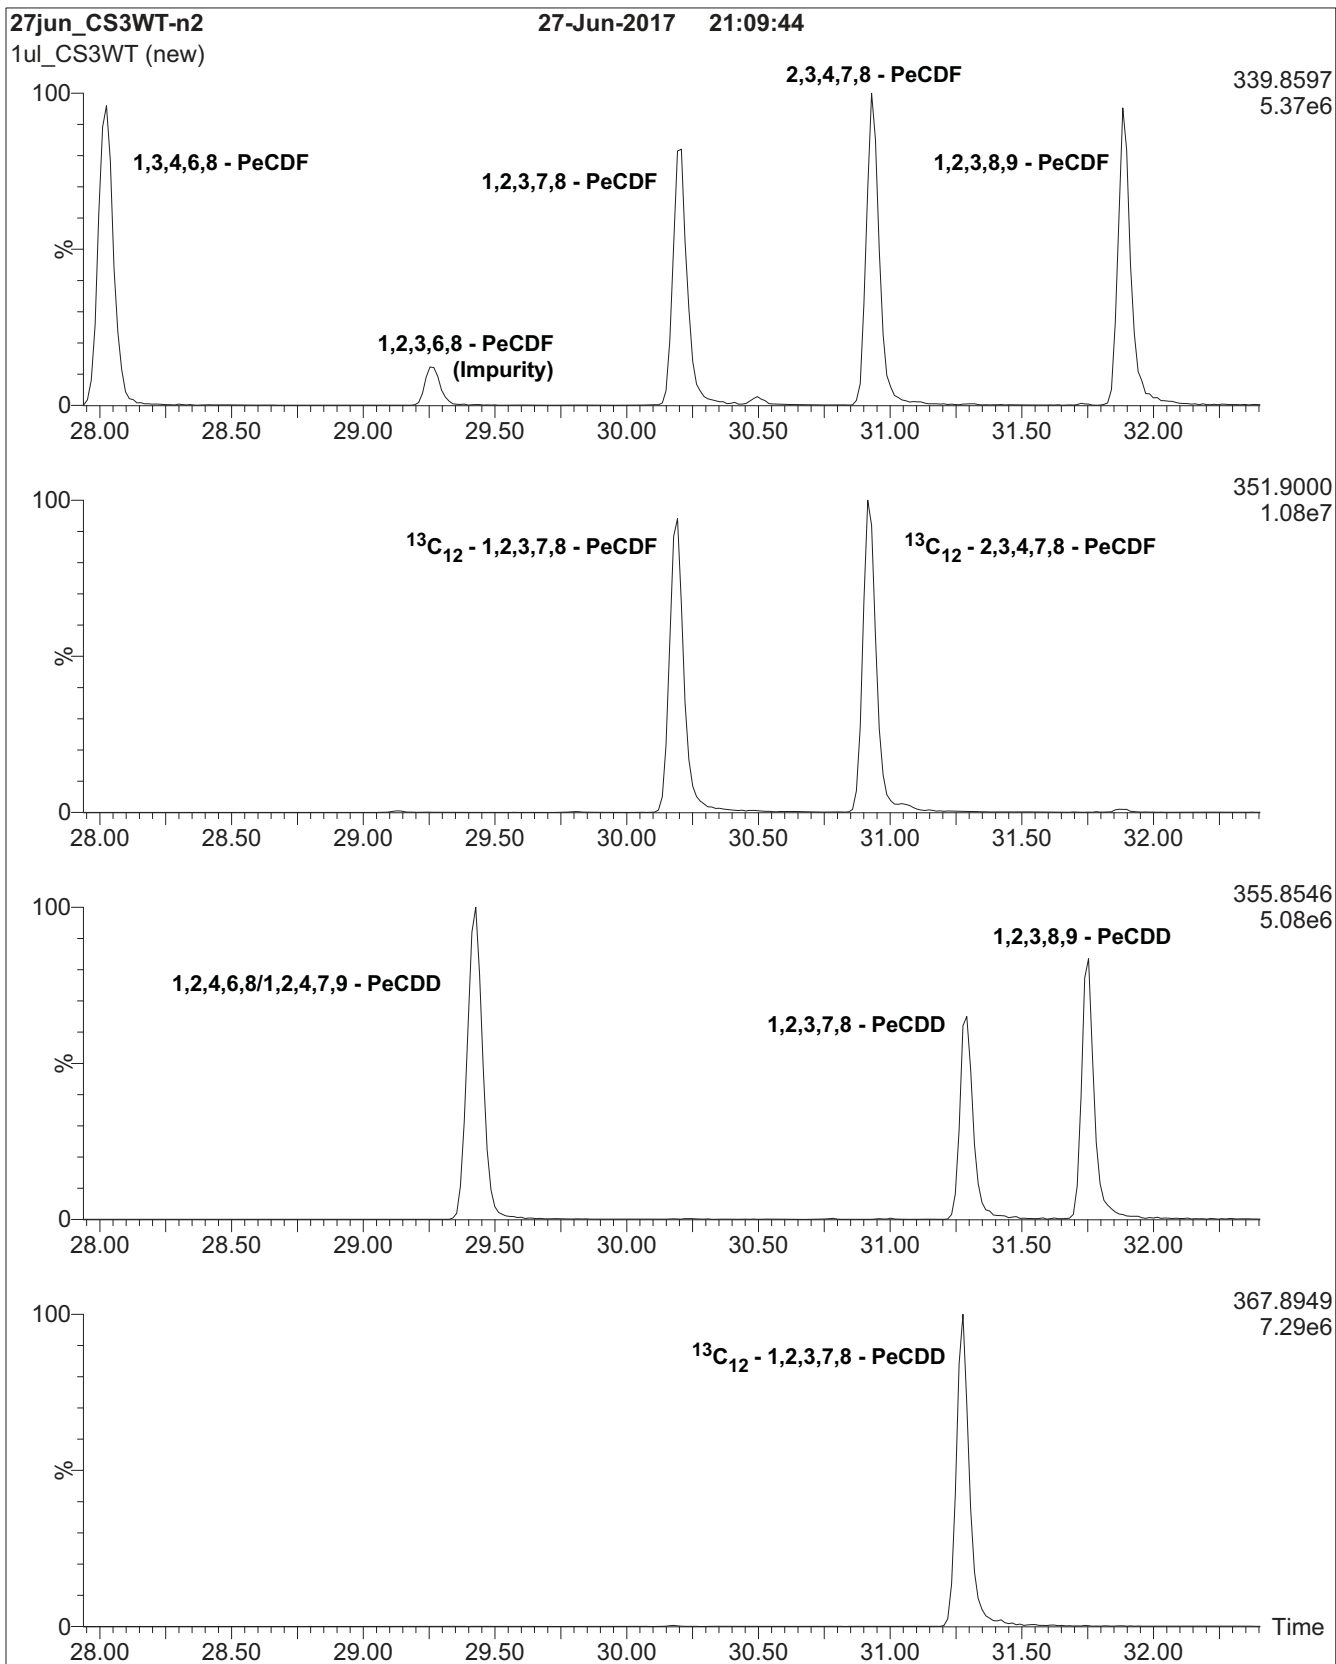 27jun_CS3WT-n2 27-Jun-2017 21:09:44
1ul_CS3WT (new)
2,3,4,7,8 - PeCDF
339.8597
5.37e6
100
1,3,4,6,8 - PeCDF
1,2,3,8,9 - PeCDF
1,2,3,7,8 - PeCDF
%
1,2,3,6,8 - PeCDF
(Impurity)
0
28.00 28.50 29.00 29.50 30.00 30.50 31.00 31.50 32.00
351.9000
1.08e7
100
¹³C₁₂ - 1,2,3,7,8 - PeCDF
¹³C₁₂ - 2,3,4,7,8 - PeCDF
%
0
28.00 28.50 29.00 29.50 30.00 30.50 31.00 31.50 32.00
355.8546
5.08e6
100
1,2,3,8,9 - PeCDD
1,2,4,6,8/1,2,4,7,9 - PeCDD
1,2,3,7,8 - PeCDD
%
0
28.00 28.50 29.00 29.50 30.00 30.50 31.00 31.50 32.00
367.8949
7.29e6
100
¹³C₁₂ - 1,2,3,7,8 - PeCDD
%
0
Time
28.00 28.50 29.00 29.50 30.00 30.50 31.00 31.50 32.00